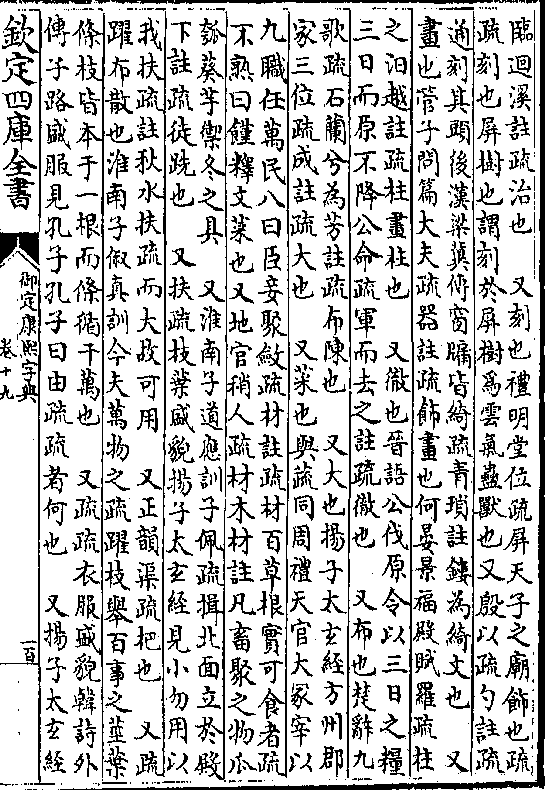 臨迴溪註疏治也　又刻也禮明堂位疏屏天子之廟飾也疏
疏刻也屏樹也謂刻於屏樹爲雲氣蟲獸也又殷以疏勺註疏
通刻其頭後漢梁冀傳窗牖皆綺疏青瑣註鏤為綺文也　又
畫也管子問篇大夫疏器註疏飾畫也何晏景福殿賦羅疏柱
之汨越註疏柱畫柱也　又徹也晉語公伐原令以三日之糧
三日而原不降公命疏軍而去之註疏徹也　又布也楚辭九
歌疏石蘭兮為芳註疏布陳也　又大也揚子太玄經方州郡
家三位疏成註疏大也　又菜也與蔬同周禮天官大冢宰以
九職任萬民八曰臣妾聚斂疏材註疏材百草根實可食者疏
不熟曰饉釋文菜也又地官稍人疏材木材註凡畜聚之物瓜
瓠葵芋禦冬之具　又淮南子道應訓子佩疏揖北面立於殿
下註疏徒跣也　又扶疏枝葉盛貌揚子太玄經見小勿用以
我扶疏註秋水扶疏而大故可用　又正韻渠疏杷也　又疏
躍布散也淮南子俶真訓今夫萬物之疏躍枝舉百事之莖葉
條枝皆本于一根而條循千萬也　又疏疏衣服盛貌韓詩外
傳子路盛服見孔子孔子曰由疏疏者何也　又揚子太玄經
欽定四庫全書
御定康熙字典
卷十九
一百